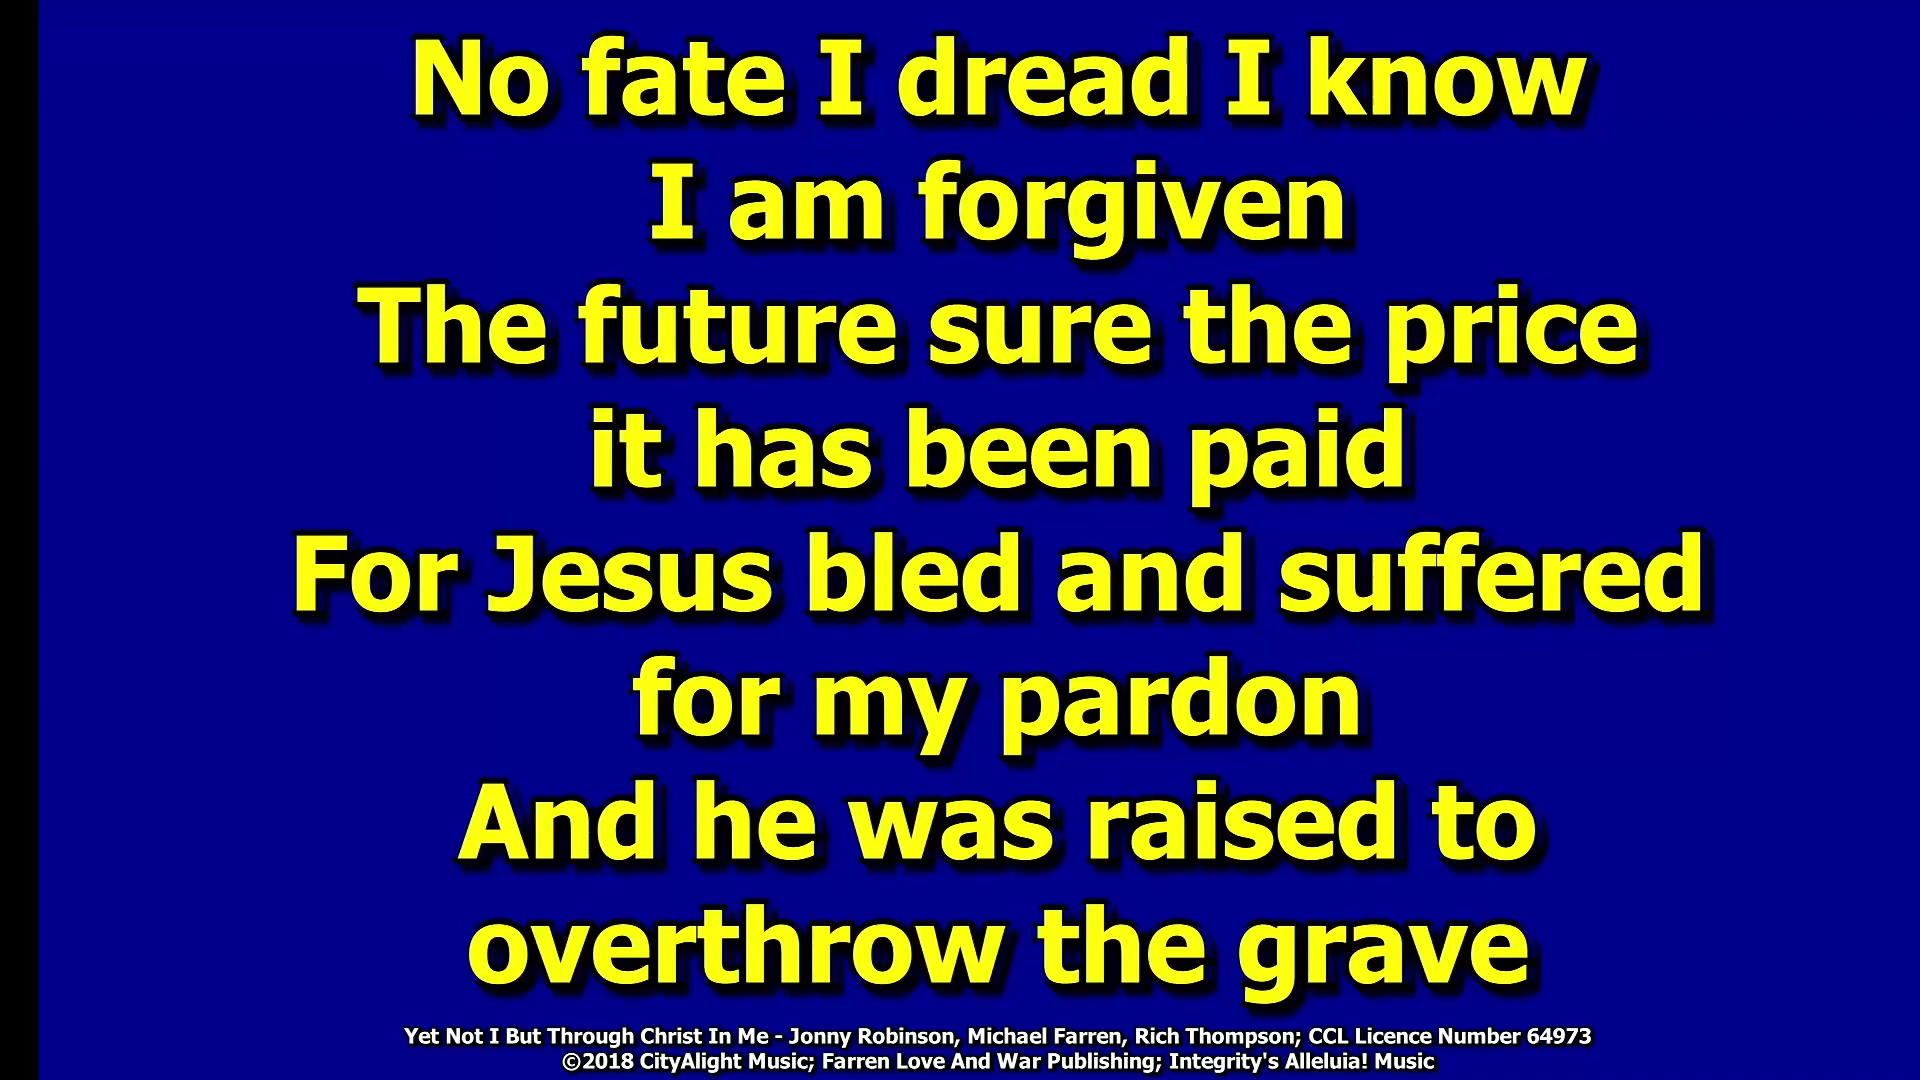 No fate I dread I know
I am forgiven
The future sure the price
it has been paid
For Jesus bled and suffered
for my pardon
And he was raised to
overthrow the grave
Yet Not I But Through Christ In Me - Jonny Robinson, Michael Farren, Rich Thompson; CCL Licence Number 64973
©2018 CityAlight Music; Farren Love And War Publishing; Integrity's Alleluia! Music